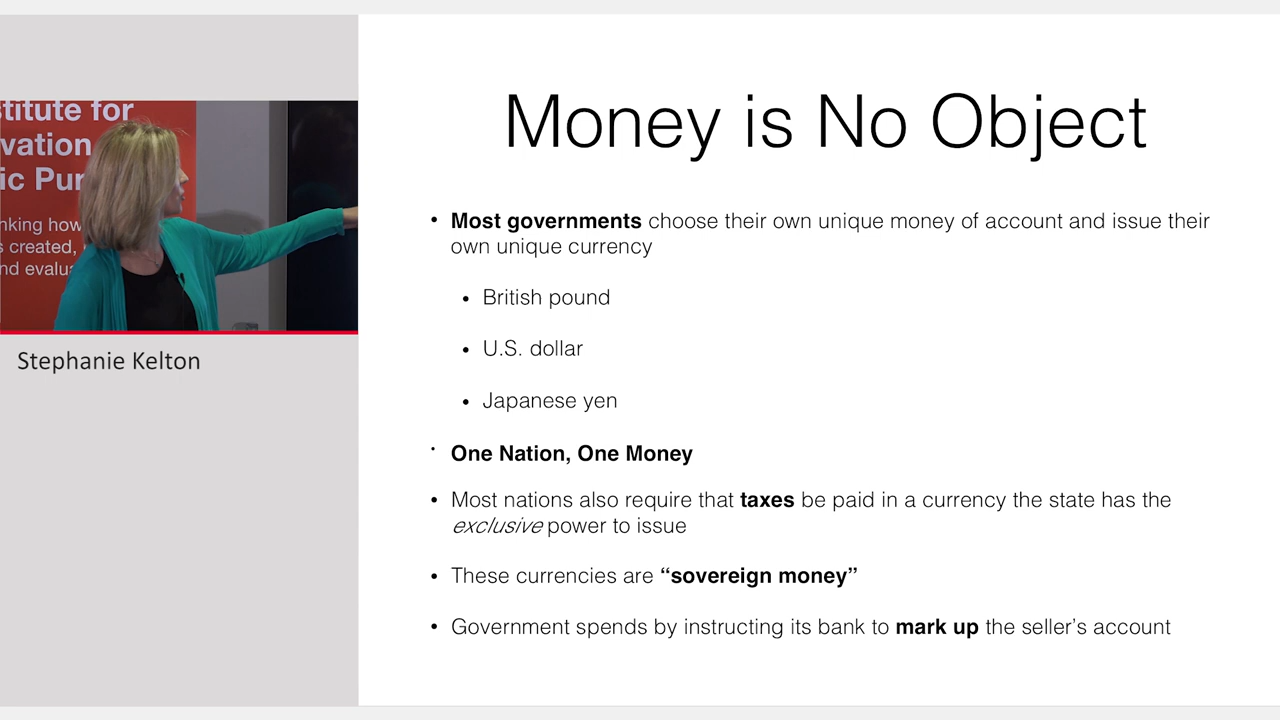 stitute for
vation
ic Pur
nking how
s created,
nd evalua
Stephanie Kelton
Money is No Object
• Most governments choose their own unique money of account and issue their
own unique currency
• British pound
• U.S. dollar
• Japanese yen
• One Nation, One Money
• Most nations also require that taxes be paid in a currency the state has the
exclusive power to issue
• These currencies are “sovereign money”
• Government spends by instructing its bank to mark up the seller’s account